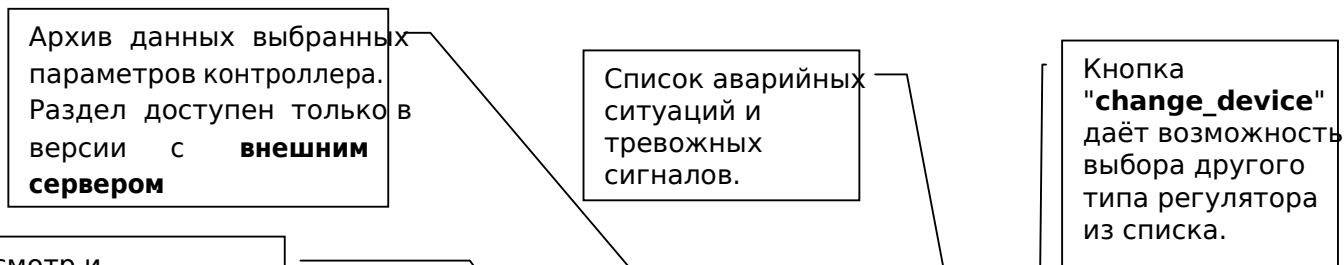 Архив данных выбранных
параметров контроллера.
Раздел доступен только в
версии с внешним
сервером
Список аварийных
ситуаций и
тревожных
сигналов.
Кнопка
"change_device"
даёт возможность
выбора другого
типа регулятора
из списка.